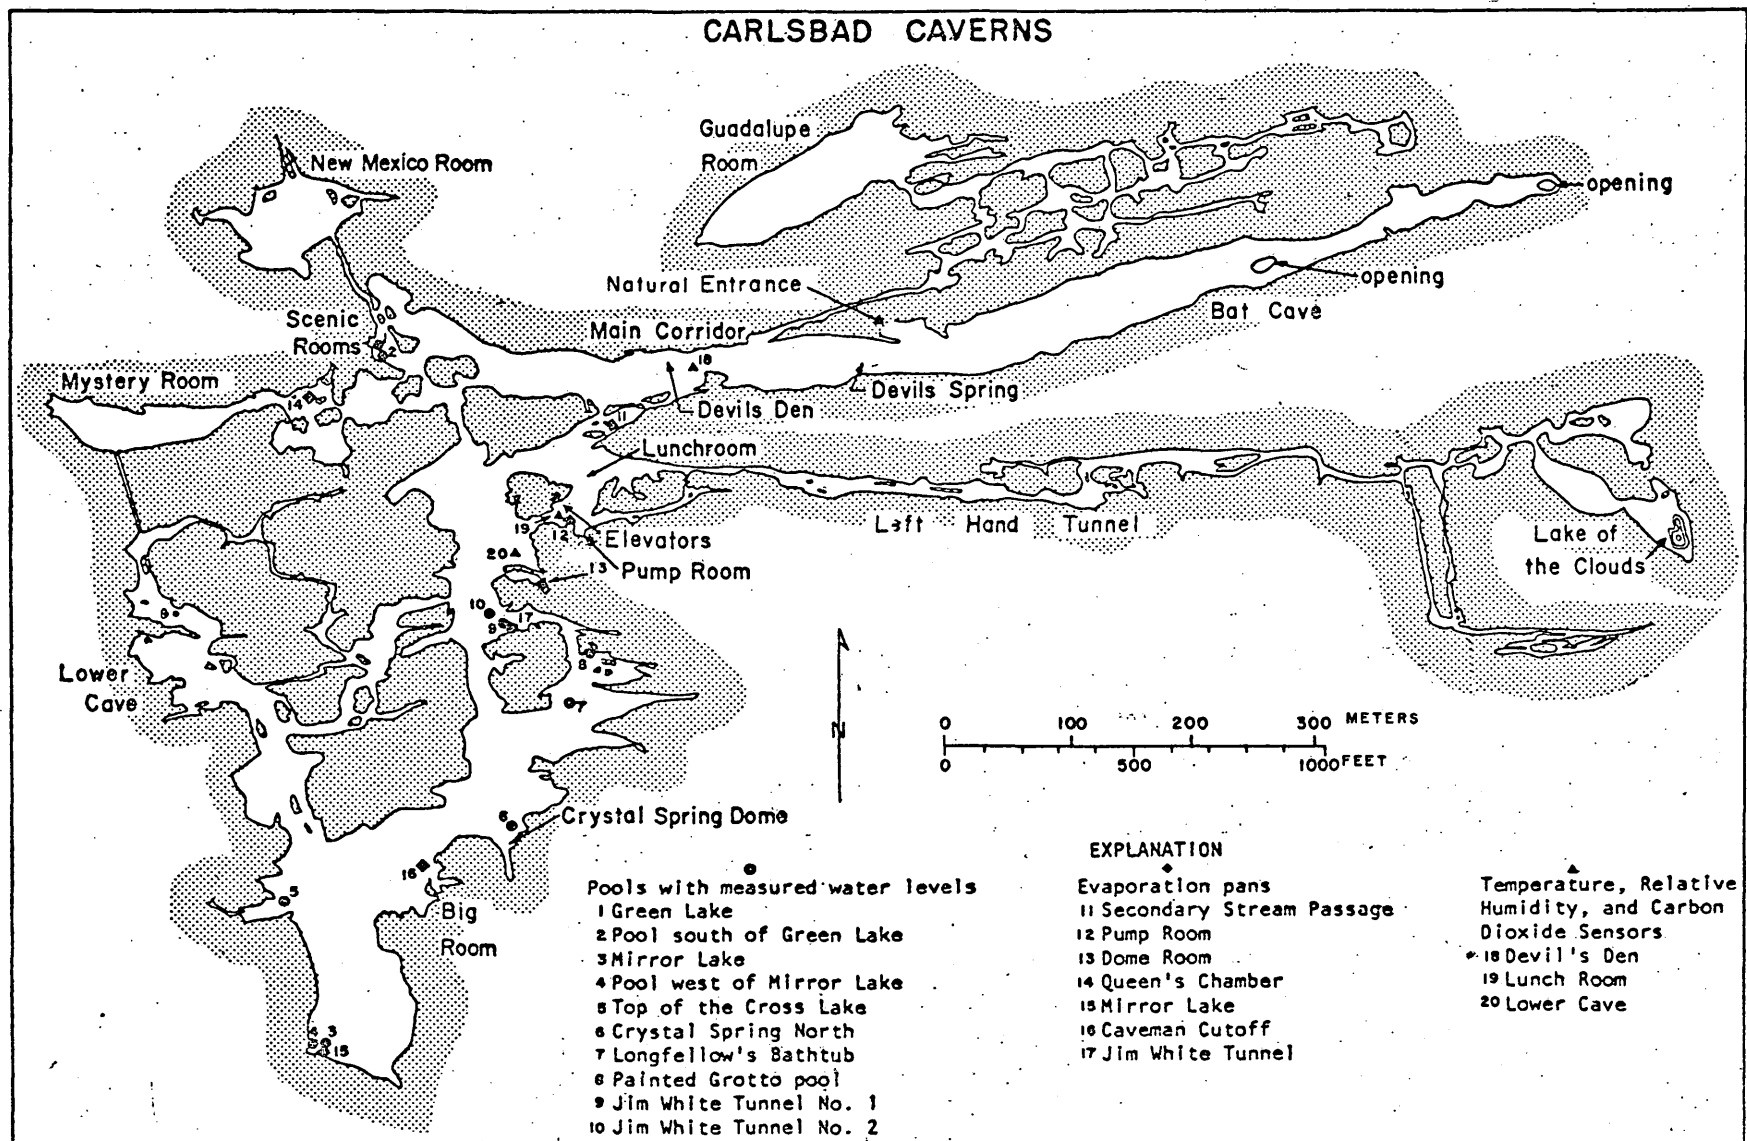 CARLSBAD CAVERNS
Guadalupe
Room
New Mexico Room
opening
Natural Entrance
opening
Bat Cave
Scenic
Rooms
Main Corridor
18
2
Mystery Room
14
Devils Spring
Devils Den
11
Lunchroom
19
12
Elevators
20
13
Pump Room
Left Hand Tunnel
Lake of
the Clouds
10
9
17
8
Lower
Cave
7
N
0 100 200 300 METERS
0 500 1000 FEET
6
Crystal Spring Dome
16
5
Big
Room
4
3
15
EXPLANATION
Pools with measured water levels
1 Green Lake
2 Pool south of Green Lake
3 Mirror Lake
4 Pool west of Mirror Lake
5 Top of the Cross Lake
6 Crystal Spring North
7 Longfellow's Bathtub
8 Painted Grotto pool
9 Jim White Tunnel No. 1
10 Jim White Tunnel No. 2
Evaporation pans
11 Secondary Stream Passage
12 Pump Room
13 Dome Room
14 Queen's Chamber
15 Mirror Lake
16 Caveman Cutoff
17 Jim White Tunnel
Temperature, Relative
Humidity, and Carbon
Dioxide Sensors
18 Devil's Den
19 Lunch Room
20 Lower Cave